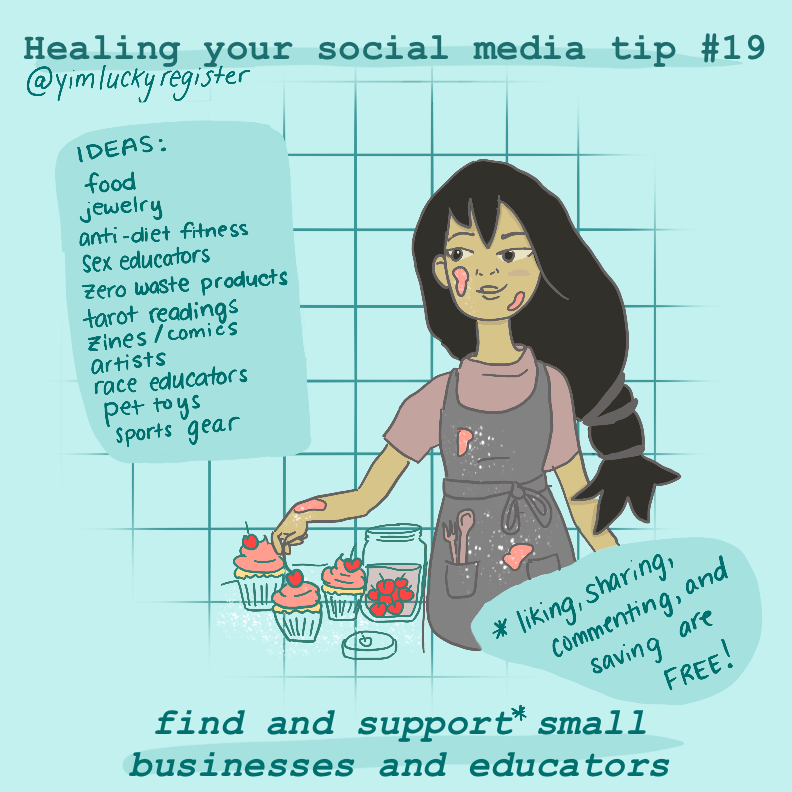 Healing your social media tip #19
@yimluckyregister
IDEAS:
food
jewelry
anti-diet fitness
sex educators
zero waste products
tarot readings
zines/comics
artists
race educators
pet toys
sports gear
* liking, sharing,
commenting, and
saving are
FREE!
find and support* small
businesses and educators